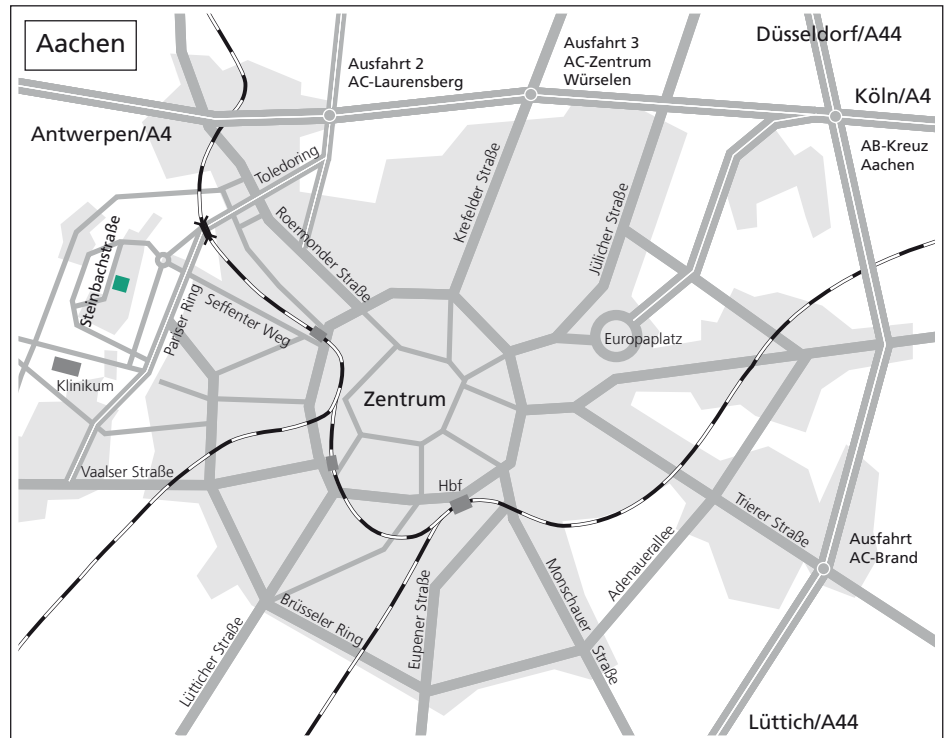 Aachen
Düsseldorf/A44
Ausfahrt 3
AC-Zentrum
Würselen
Ausfahrt 2
AC-Laurensberg
Köln/A4
Antwerpen/A4
AB-Kreuz
Aachen
Toledoring
Krefelder Straße
Jülicher Straße
Roermonder Straße
Steinbachstraße
Pariser Ring
Seffenter Weg
Europaplatz
Klinikum
Zentrum
Vaalser Straße
Hbf
Trierer Straße
Ausfahrt
AC-Brand
Adenauerallee
Monschauer Straße
Eupener Straße
Brüsseler Ring
Lütticher Straße
Lüttich/A44